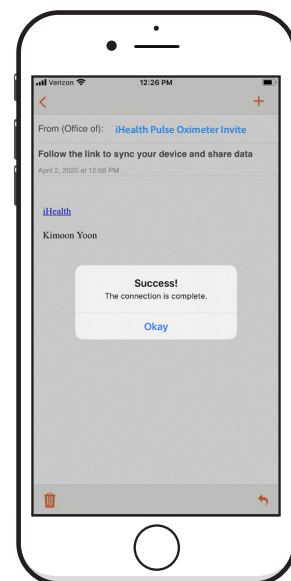 Verizon 12:26 PM
From (Office of): iHealth Pulse Oximeter Invite
Follow the link to sync your device and share data
April 2, 2020 at 12:08 PM
iHealth
Kimoon Yoon
Success!
The connection is complete.
Okay